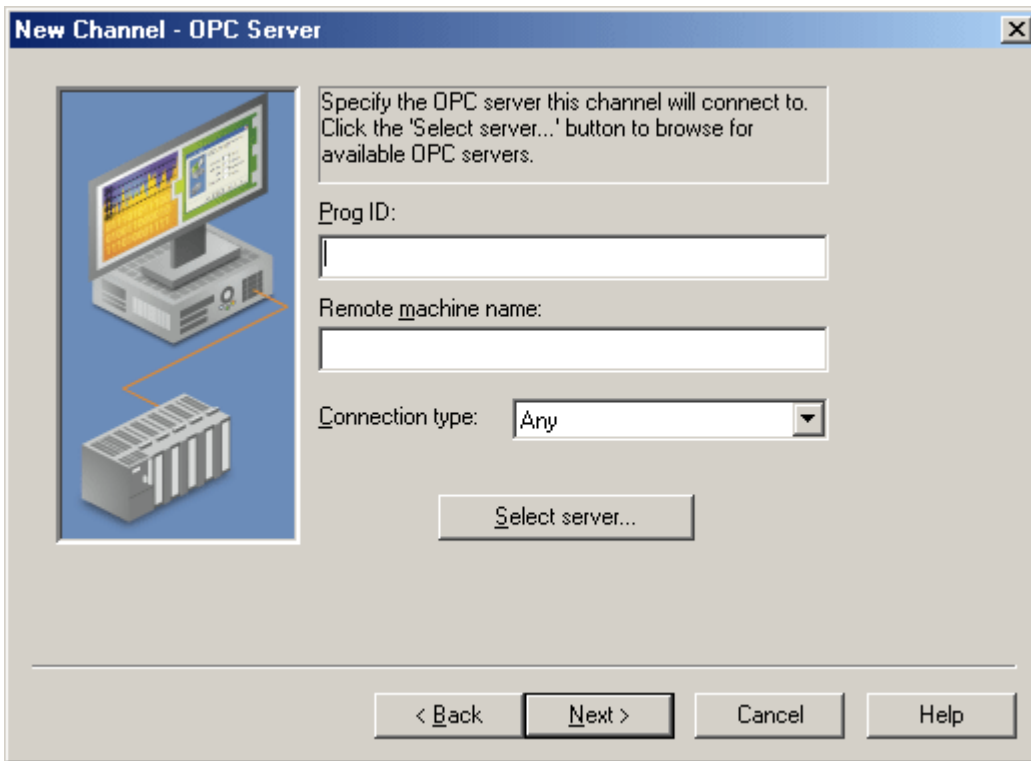 New Channel - OPC Server
Specify the OPC server this channel will connect to.
Click the 'Select server...' button to browse for
available OPC servers.
Prog ID:
Remote machine name:
Connection type: Any
Select server...
< Back Next > Cancel Help